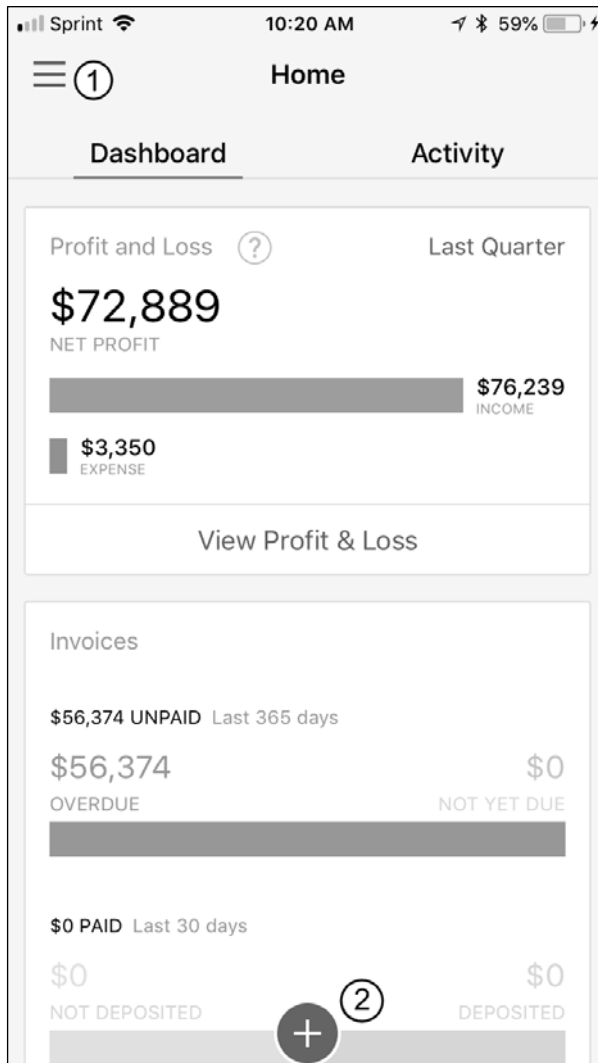 Sprint 10:20 AM 59%
① Home
Dashboard Activity
Profit and Loss ? Last Quarter
$72,889
NET PROFIT
$76,239
INCOME
$3,350
EXPENSE
View Profit & Loss
Invoices
$56,374 UNPAID Last 365 days
$56,374 $0
OVERDUE NOT YET DUE
$0 PAID Last 30 days
$0 $0
NOT DEPOSITED ② DEPOSITED
+